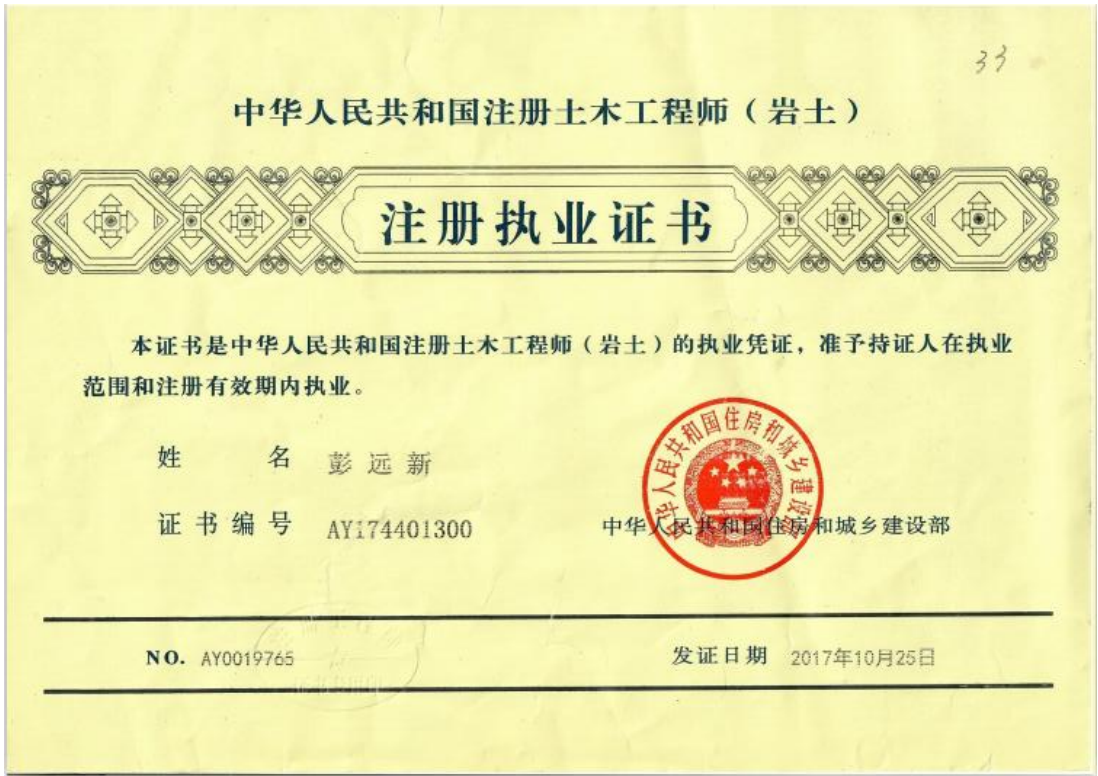 33
中华人民共和国注册土木工程师（岩土）
注册执业证书
本证书是中华人民共和国注册土木工程师（岩土）的执业凭证，准予持证人在执业
范围和注册有效期内执业。
姓 名 彭远新
证书编号 AY174401300
中华人民共和国住房和城乡建设部
中华人民共和国住房和城乡建设部
NO. AY0019765
发证日期 2017年10月25日